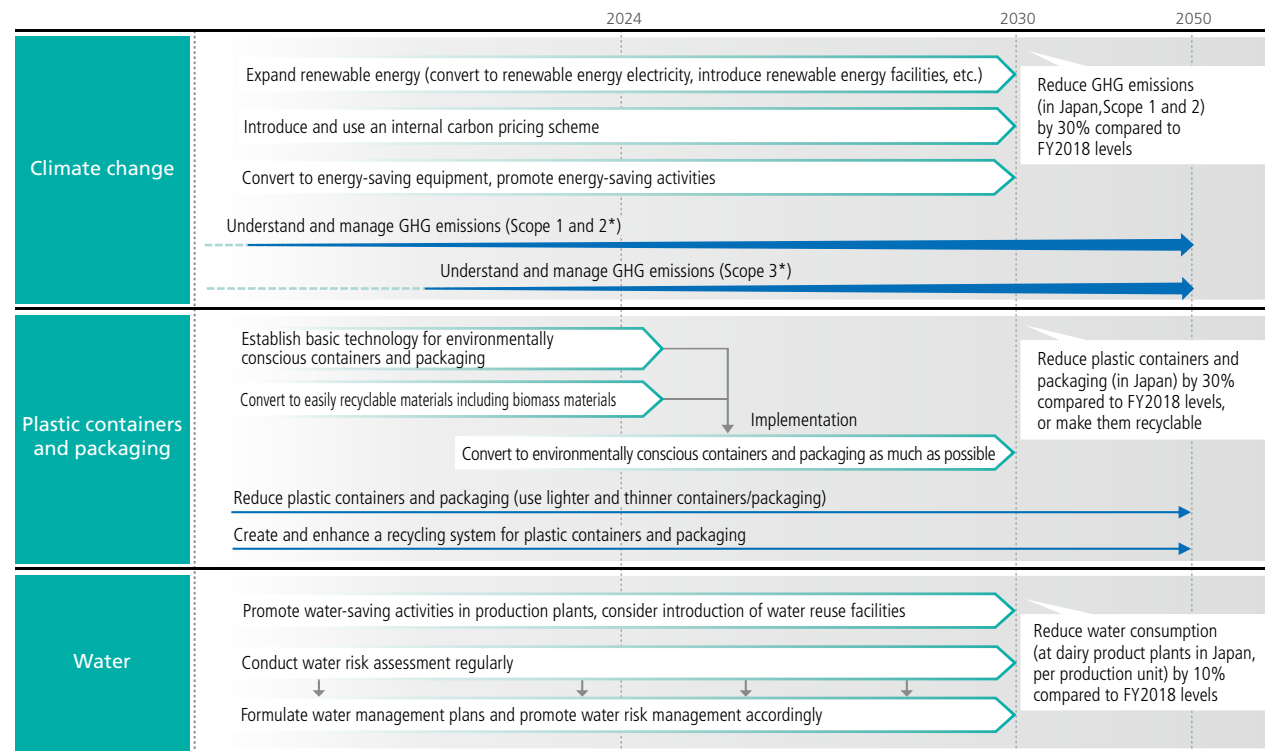 2024
2030
2050
Climate change
Expand renewable energy (convert to renewable energy electricity, introduce renewable energy facilities, etc.)
Introduce and use an internal carbon pricing scheme
Convert to energy-saving equipment, promote energy-saving activities
Understand and manage GHG emissions (Scope 1 and 2*)
Understand and manage GHG emissions (Scope 3*)
Reduce GHG emissions
(in Japan,Scope 1 and 2)
by 30% compared to
FY2018 levels
Plastic containers
and packaging
Establish basic technology for environmentally
conscious containers and packaging
Convert to easily recyclable materials including biomass materials
Implementation
Convert to environmentally conscious containers and packaging as much as possible
Reduce plastic containers and packaging (use lighter and thinner containers/packaging)
Create and enhance a recycling system for plastic containers and packaging
Reduce plastic containers and
packaging (in Japan) by 30%
compared to FY2018 levels,
or make them recyclable
Water
Promote water-saving activities in production plants, consider introduction of water reuse facilities
Conduct water risk assessment regularly
Formulate water management plans and promote water risk management accordingly
Reduce water consumption
(at dairy product plants in Japan,
per production unit) by 10%
compared to FY2018 levels